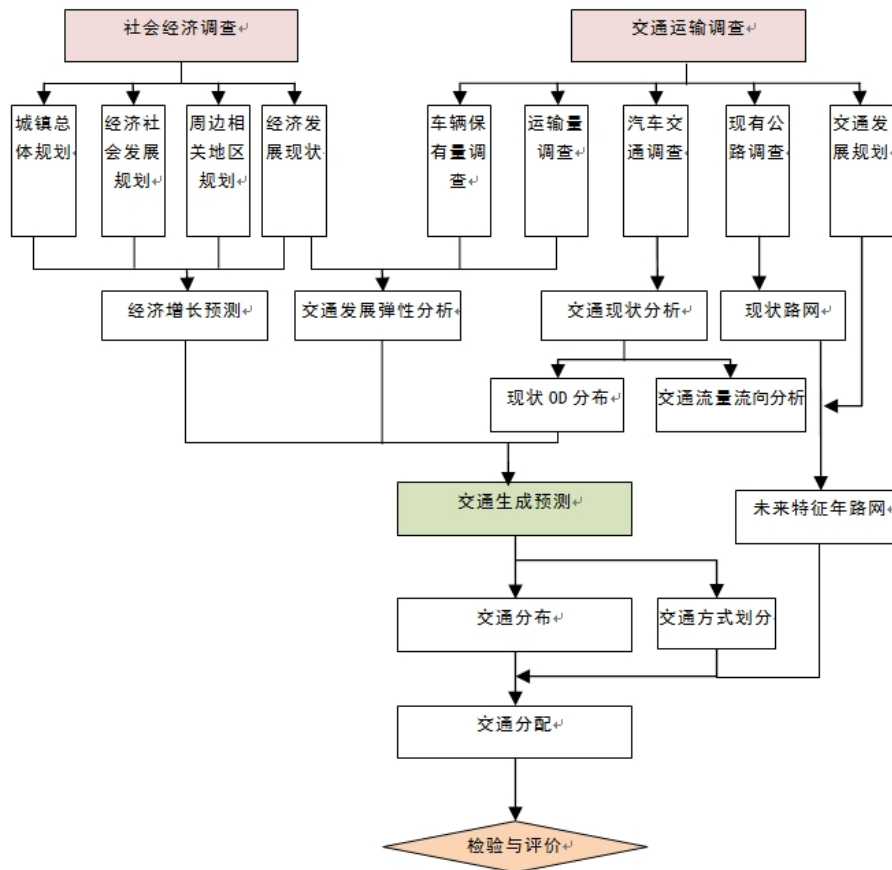 社会经济调查
交通运输调查
城镇总
体规划
经济社
会发展
规划
周边相
关地区
规划
经济发
展现状
车辆保
有量调
查
运输量
调查
汽车交
通调查
现有公
路调查
交通发
展规划
经济增长预测
交通发展弹性分析
交通现状分析
现状路网
现状 OD 分布
交通流量流向分析
交通生成预测
未来特征年路网
交通分布
交通方式划分
交通分配
检验与评价